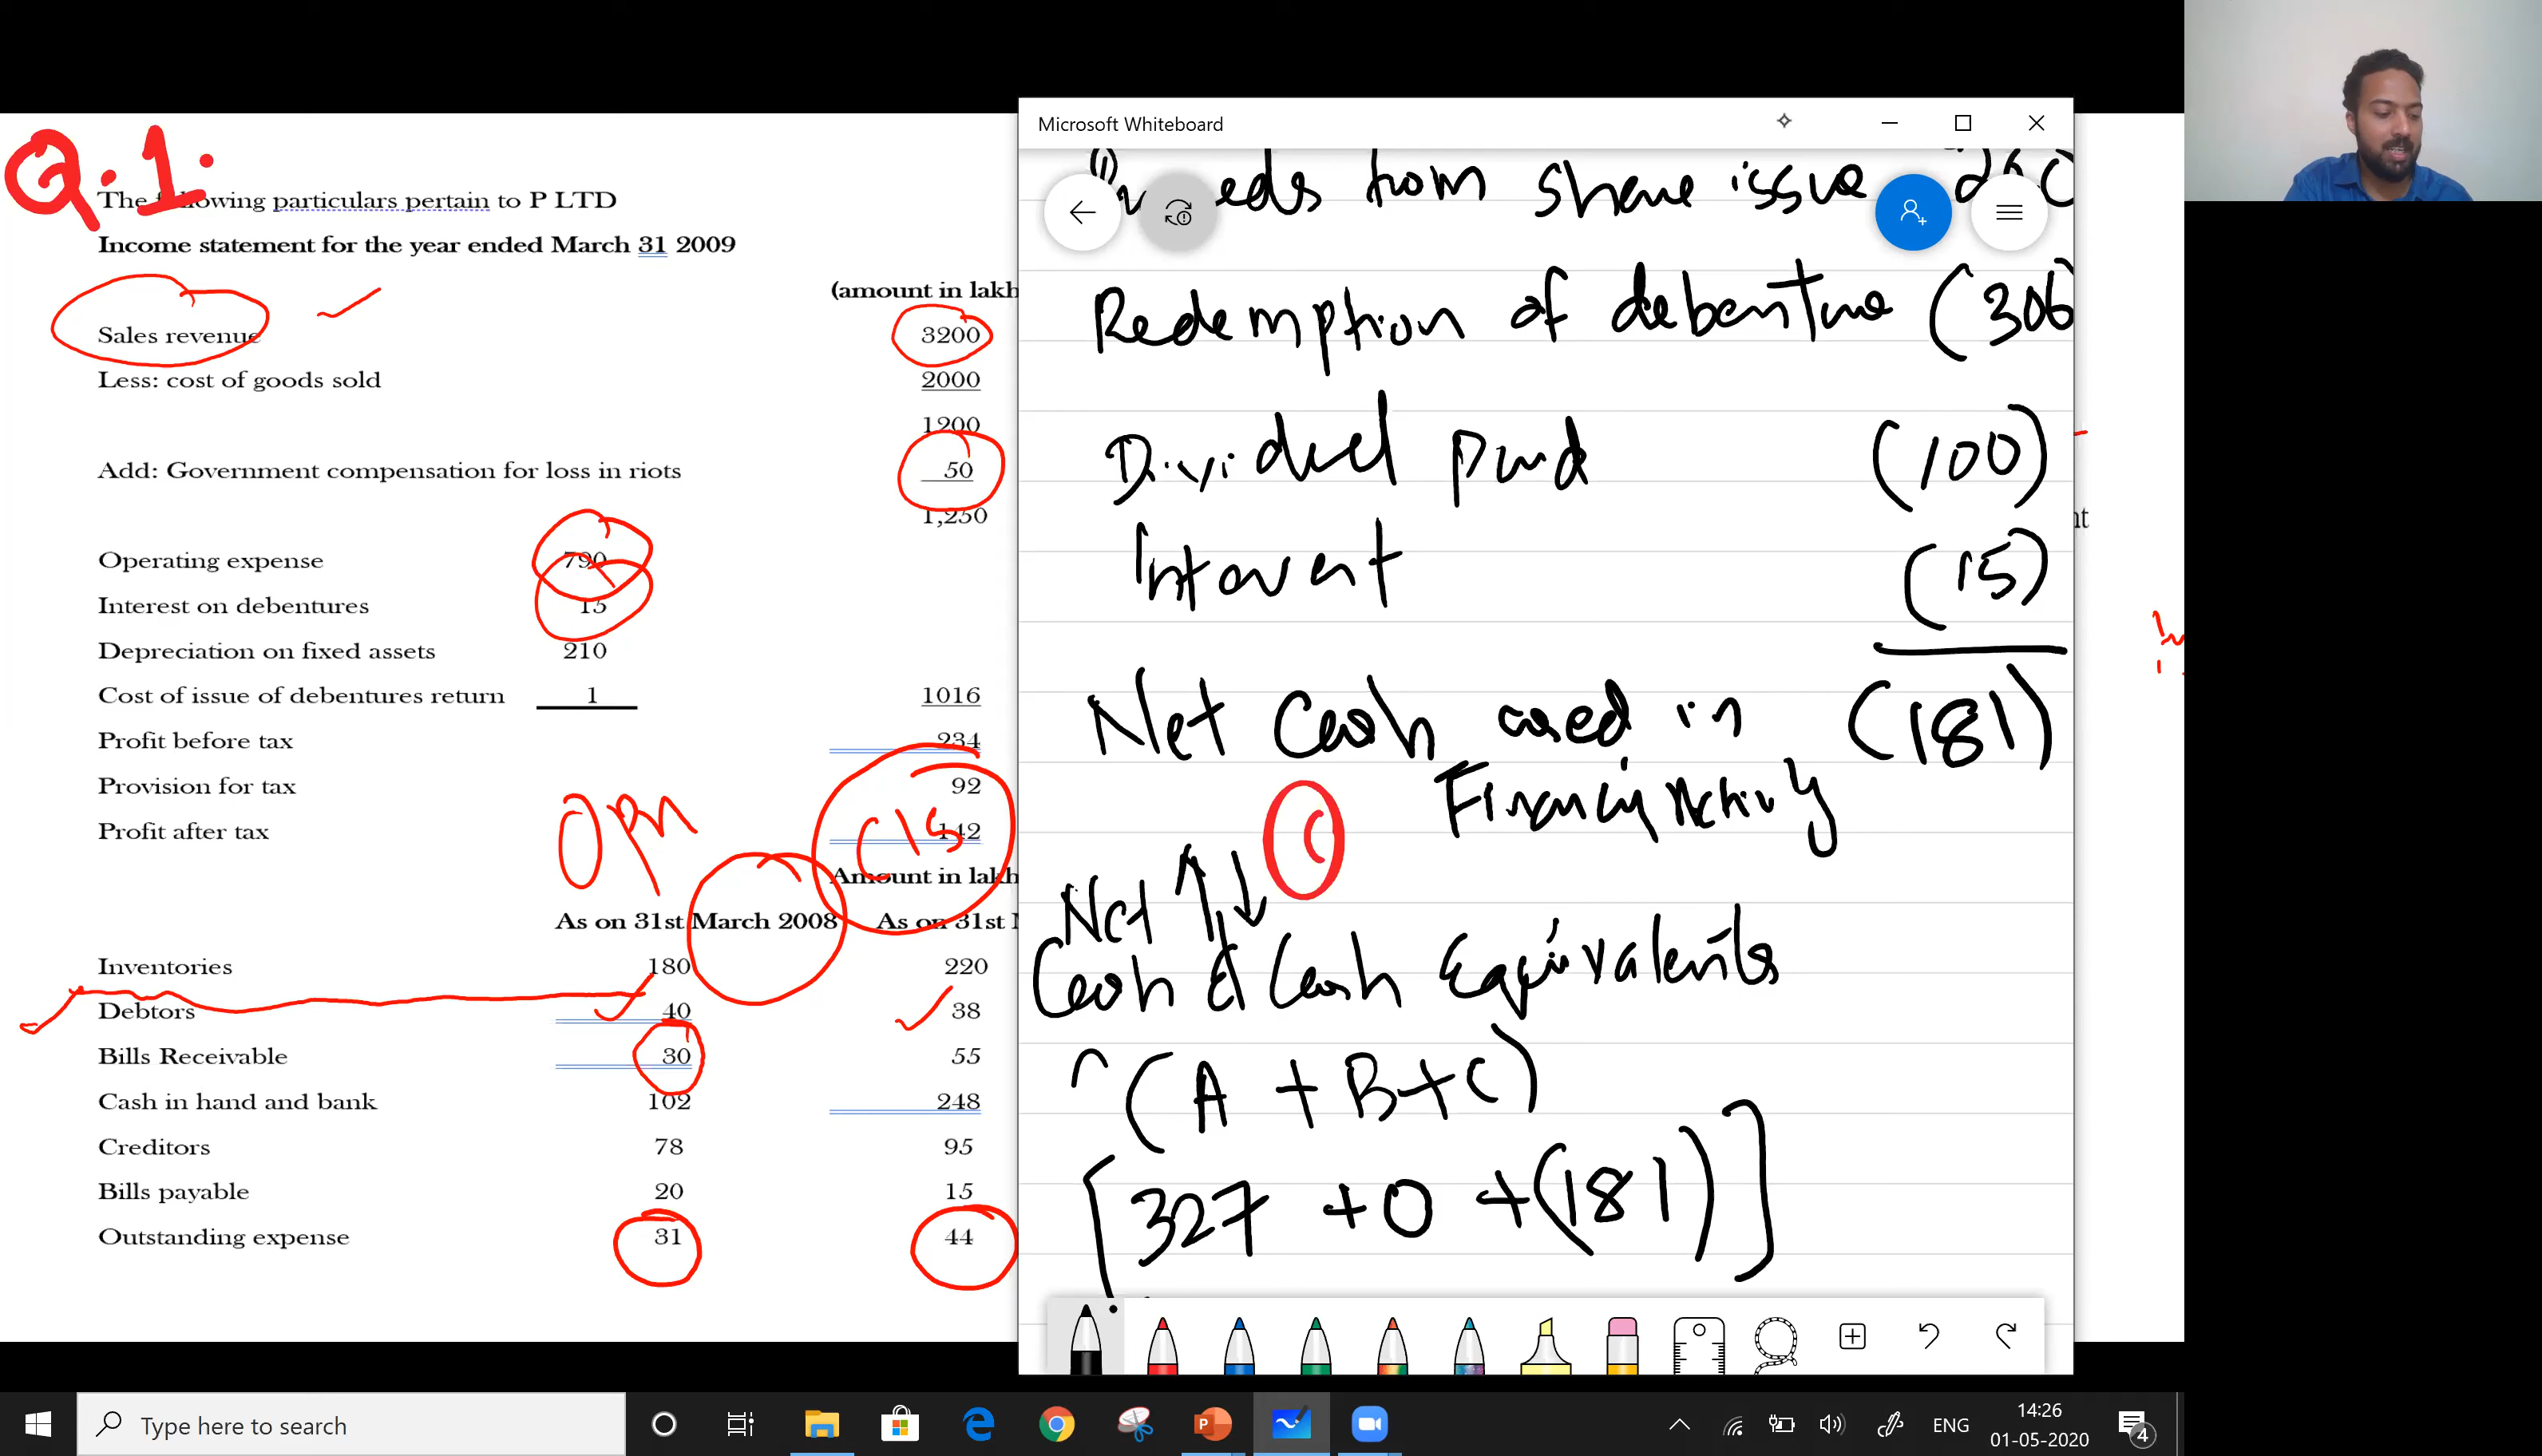 Q.1.
The following particulars pertain to P LTD
Income statement for the year ended March 31 2009
(amount in lakh
Sales revenue 3200
Less: cost of goods sold 2000
1200
Add: Government compensation for loss in riots 50
1,250
Operating expense 790
Interest on debentures 15
Depreciation on fixed assets 210
Cost of issue of debentures return 1 1016
Profit before tax 234
Provision for tax 92
Profit after tax 142
Opn
Cls
Amount in lakh
As on 31st March 2008 As on 31st M
Inventories 180 220
Debtors 40 38
Bills Receivable 30 55
Cash in hand and bank 102 248
Creditors 78 95
Bills payable 20 15
Outstanding expense 31 44
Microsoft Whiteboard
eeds from share issue
Redemption of debenture (306
Dividend Paid (100)
Interest (15)
Net Cash used in (181)
Financing Activity
C
Net ↑↓
Cash & Cash Equivalents
(A + B + C)
[327 + 0 + (181)]
nt
Type here to search
ENG
14:26
01-05-2020
4